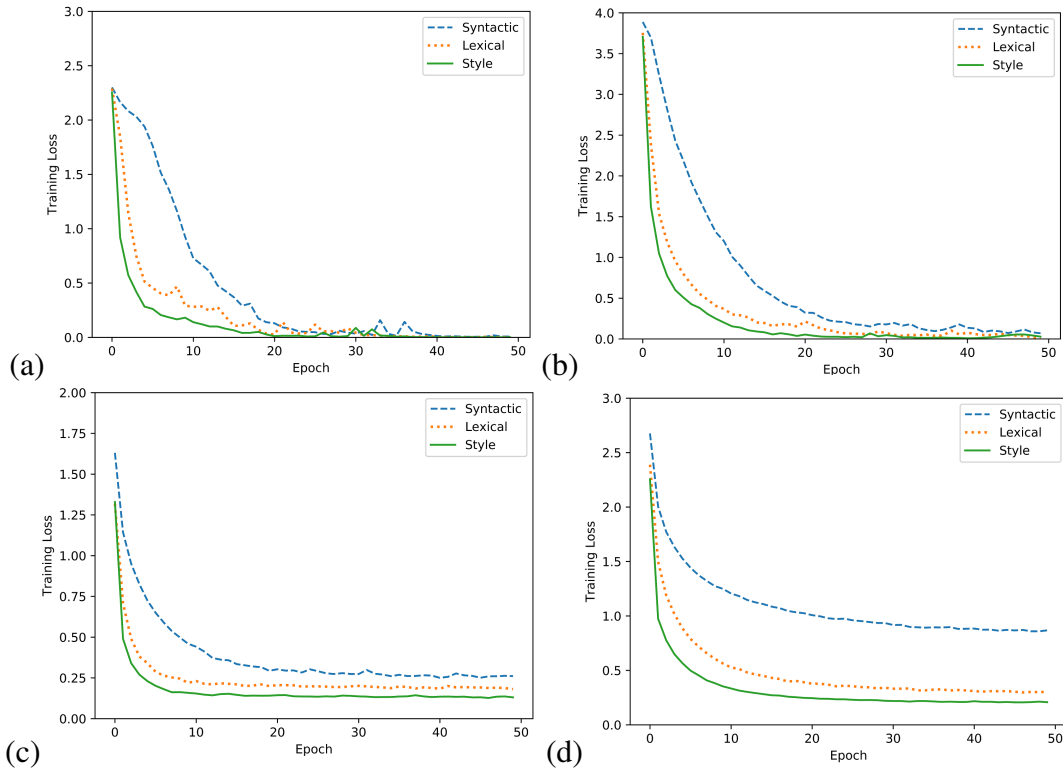 3.0
2.5
2.0
1.5
1.0
0.5
0.0
Training Loss
0 10 20 30 40 50
Epoch
Syntactic
Lexical
Style
(a)
4.0
3.5
3.0
2.5
2.0
1.5
1.0
0.5
0.0
Training Loss
0 10 20 30 40 50
Epoch
Syntactic
Lexical
Style
(b)
2.00
1.75
1.50
1.25
1.00
0.75
0.50
0.25
0.00
Training Loss
0 10 20 30 40 50
Epoch
Syntactic
Lexical
Style
(c)
3.0
2.5
2.0
1.5
1.0
0.5
0.0
Training Loss
0 10 20 30 40 50
Epoch
Syntactic
Lexical
Style
(d)